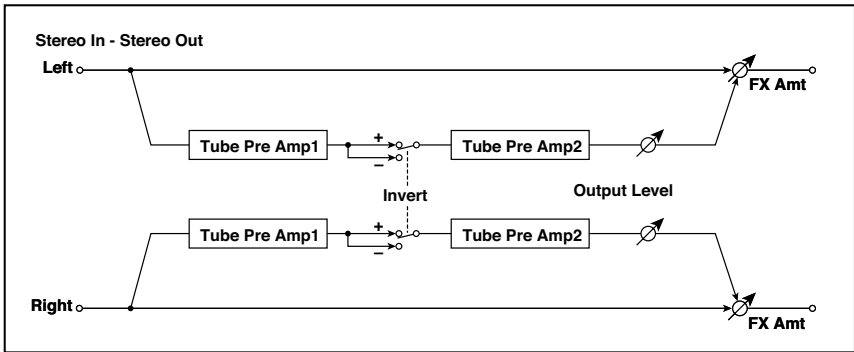 Stereo In - Stereo Out
Left
FX Amt
Tube Pre Amp1
+
−
Tube Pre Amp2
Invert
Output Level
Tube Pre Amp1
+
−
Tube Pre Amp2
Right
FX Amt